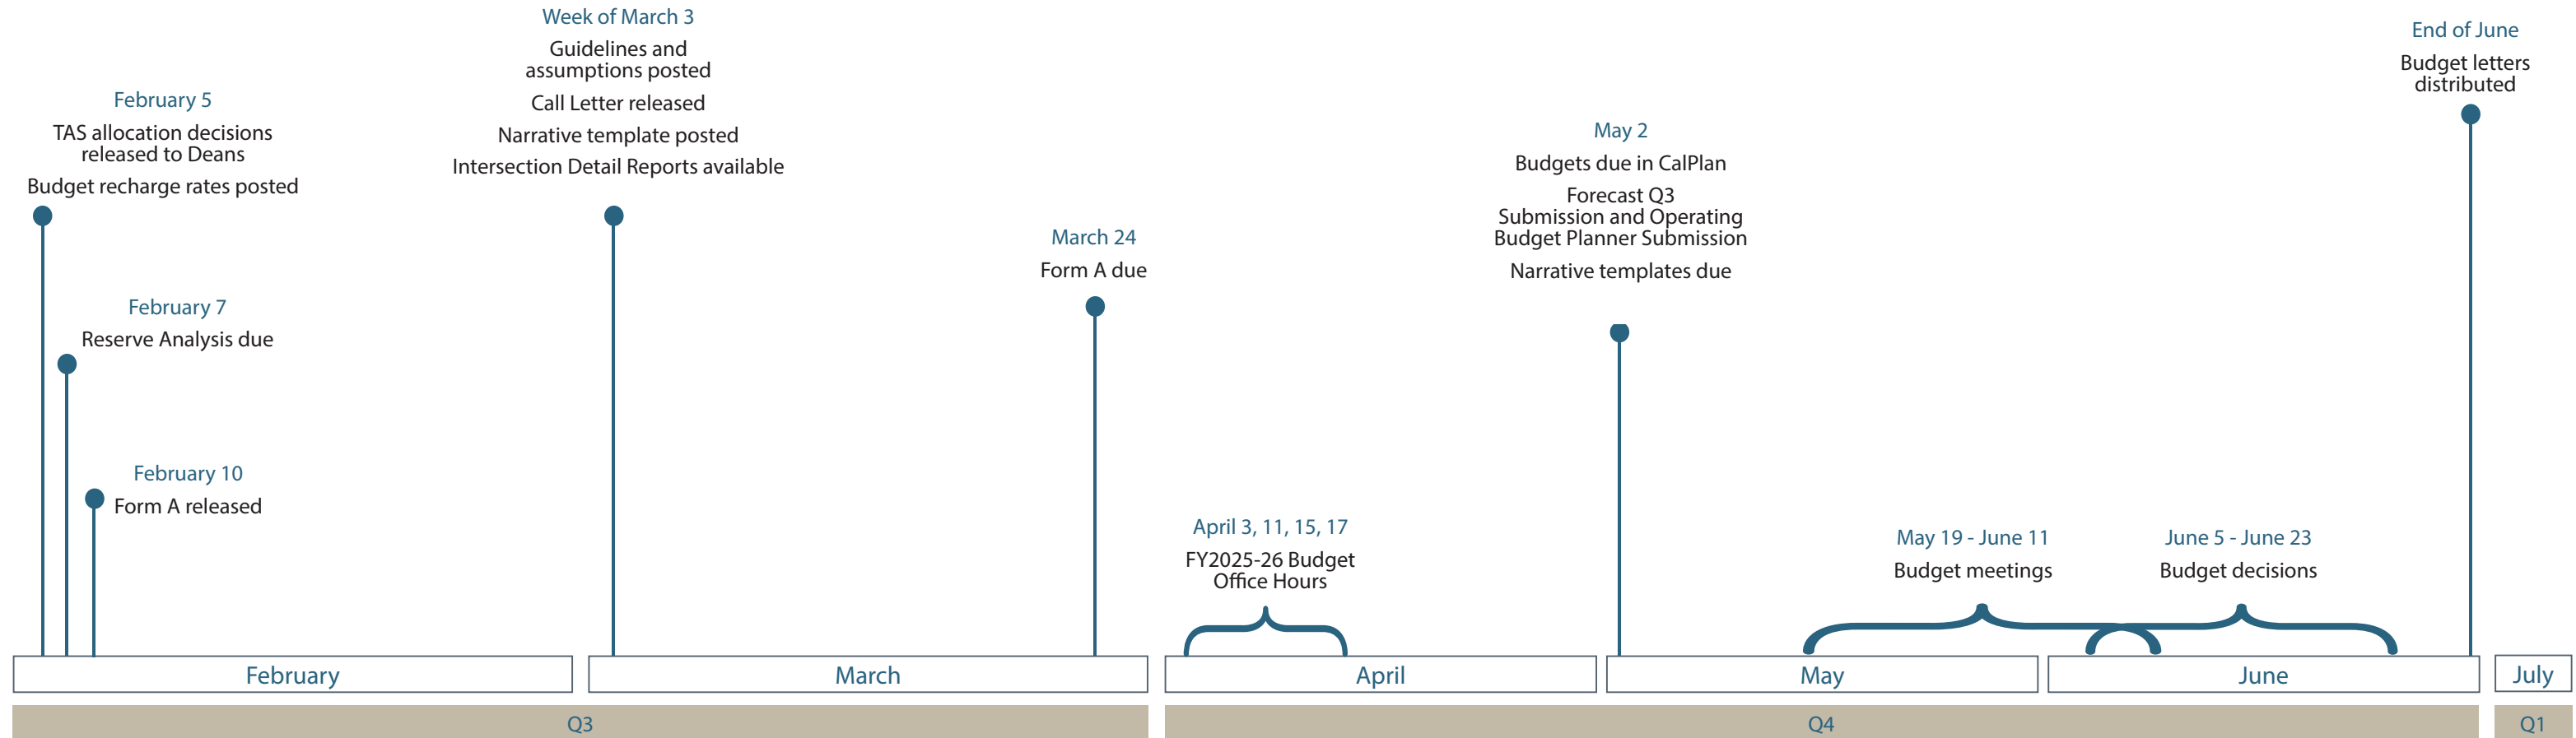 February 5
TAS allocation decisions
released to Deans
Budget recharge rates posted
February 7
Reserve Analysis due
February 10
Form A released
Week of March 3
Guidelines and
assumptions posted
Call Letter released
Narrative template posted
Intersection Detail Reports available
March 24
Form A due
April 3, 11, 15, 17
FY2025-26 Budget
Office Hours
May 2
Budgets due in CalPlan
Forecast Q3
Submission and Operating
Budget Planner Submission
Narrative templates due
May 19 - June 11
Budget meetings
June 5 - June 23
Budget decisions
End of June
Budget letters
distributed
February
March
April
May
June
July
Q3
Q4
Q1